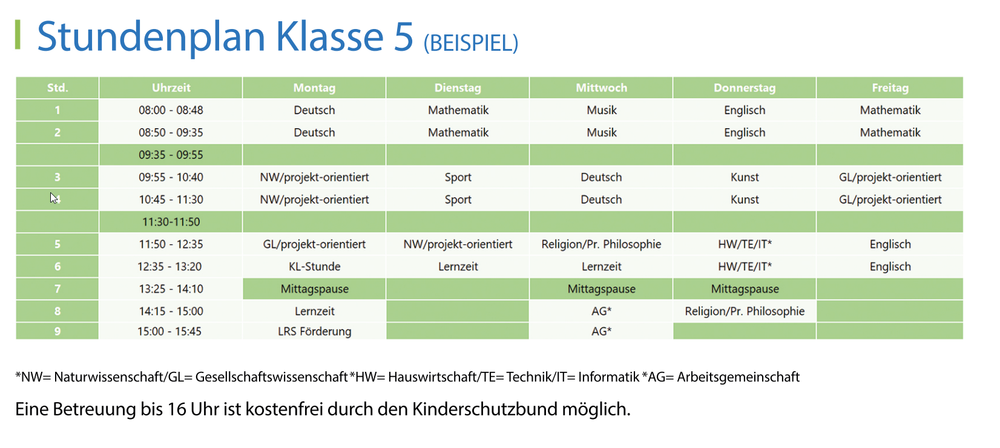 Stundenplan Klasse 5 (BEISPIEL)
Std. Uhrzeit Montag Dienstag Mittwoch Donnerstag Freitag
1 08:00 - 08:48 Deutsch Mathematik Musik Englisch Mathematik
2 08:50 - 09:35 Deutsch Mathematik Musik Englisch Mathematik
09:35 - 09:55
3 09:55 - 10:40 NW/projekt-orientiert Sport Deutsch Kunst GL/projekt-orientiert
4 10:45 - 11:30 NW/projekt-orientiert Sport Deutsch Kunst GL/projekt-orientiert
11:30-11:50
5 11:50 - 12:35 GL/projekt-orientiert NW/projekt-orientiert Religion/Pr. Philosophie HW/TE/IT* Englisch
6 12:35 - 13:20 KL-Stunde Lernzeit Lernzeit HW/TE/IT* Englisch
7 13:25 - 14:10 Mittagspause Mittagspause Mittagspause
8 14:15 - 15:00 Lernzeit AG* Religion/Pr. Philosophie
9 15:00 - 15:45 LRS Förderung AG*
*NW= Naturwissenschaft/GL= Gesellschaftswissenschaft *HW= Hauswirtschaft/TE= Technik/IT= Informatik *AG= Arbeitsgemeinschaft
Eine Betreuung bis 16 Uhr ist kostenfrei durch den Kinderschutzbund möglich.